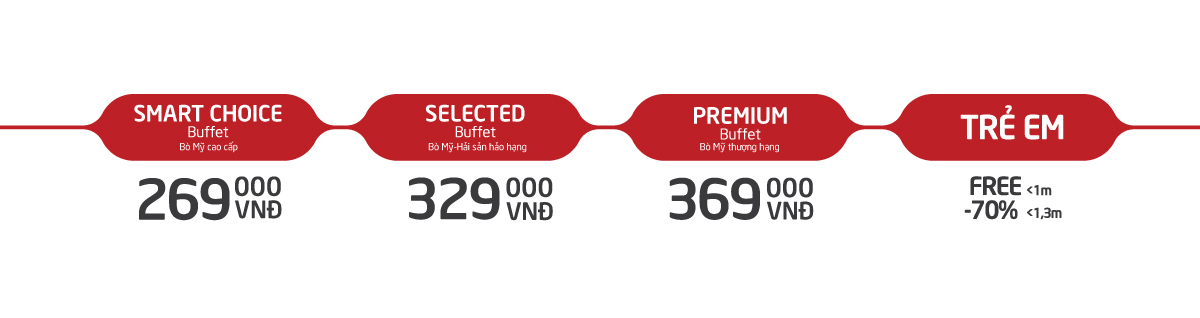 SMART CHOICE
Buffet
Bò Mỹ cao cấp
269 000 VNĐ
SELECTED
Buffet
Bò Mỹ-Hải sản hảo hạng
329 000 VNĐ
PREMIUM
Buffet
Bò Mỹ thượng hạng
369 000 VNĐ
TRẺ EM
FREE <1m
-70% <1,3m